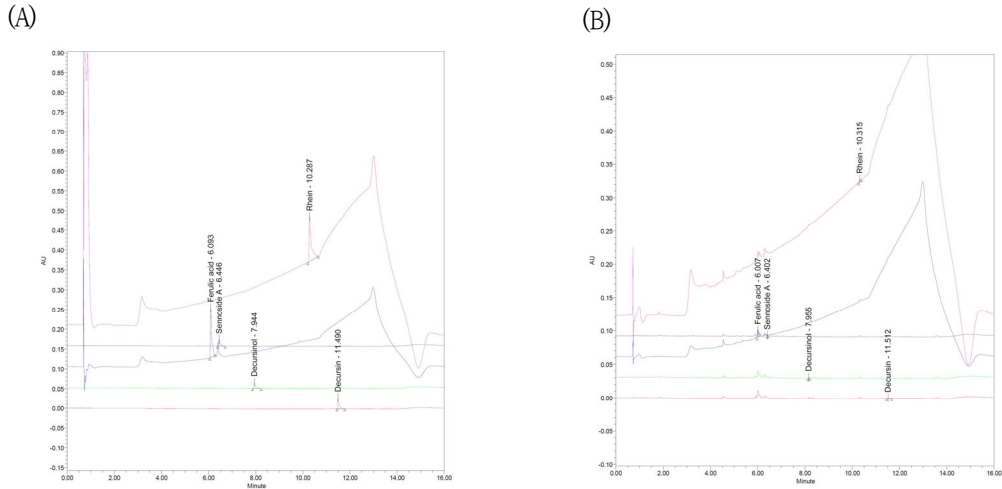 (A)
0.90
0.85
0.80
0.75
0.70
0.65
0.60
0.55
0.50
0.45
0.40
0.35
0.30
0.25
0.20
0.15
0.10
0.05
0.00
-0.05
-0.10
-0.15
AU
Ferulic acid - 6.093
Sennoside A - 6.446
Decursinol - 7.944
Rhein - 10.287
Decursin - 11.490
0.00 2.00 4.00 6.00 8.00 10.00 12.00 14.00 16.00
Minute
(B)
0.50
0.45
0.40
0.35
0.30
0.25
0.20
0.15
0.10
0.05
0.00
-0.05
-0.10
AU
Ferulic acid - 6.007
Sennoside A - 6.402
Decursinol - 7.955
Rhein - 10.315
Decursin - 11.512
0.00 2.00 4.00 6.00 8.00 10.00 12.00 14.00 16.00
Minute